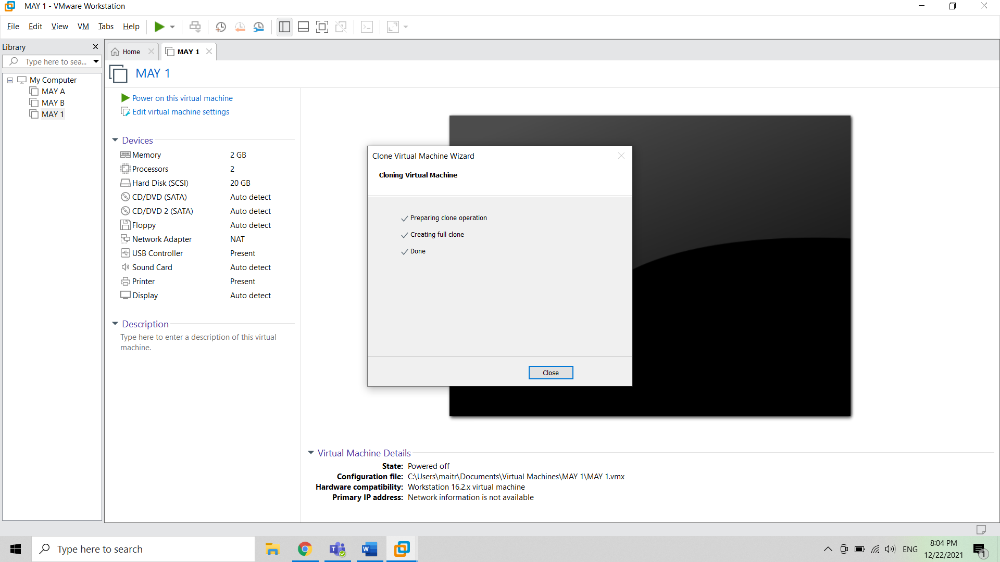 MAY 1 - VMware Workstation
File Edit View VM Tabs Help
Library
Type here to sea...
Home
MAY 1
My Computer
MAY A
MAY B
MAY 1
MAY 1
Power on this virtual machine
Edit virtual machine settings
Devices
Memory 2 GB
Processors 2
Hard Disk (SCSI) 20 GB
CD/DVD (SATA) Auto detect
CD/DVD 2 (SATA) Auto detect
Floppy Auto detect
Network Adapter NAT
USB Controller Present
Sound Card Auto detect
Printer Present
Display Auto detect
Description
Type here to enter a description of this virtual
machine.
Clone Virtual Machine Wizard
Cloning Virtual Machine
Preparing clone operation
Creating full clone
Done
Close
Virtual Machine Details
State: Powered off
Configuration file: C:\Users\maitr\Documents\Virtual Machines\MAY 1\MAY 1.vmx
Hardware compatibility: Workstation 16.2.x virtual machine
Primary IP address: Network information is not available
Type here to search
ENG
8:04 PM
12/22/2021
1